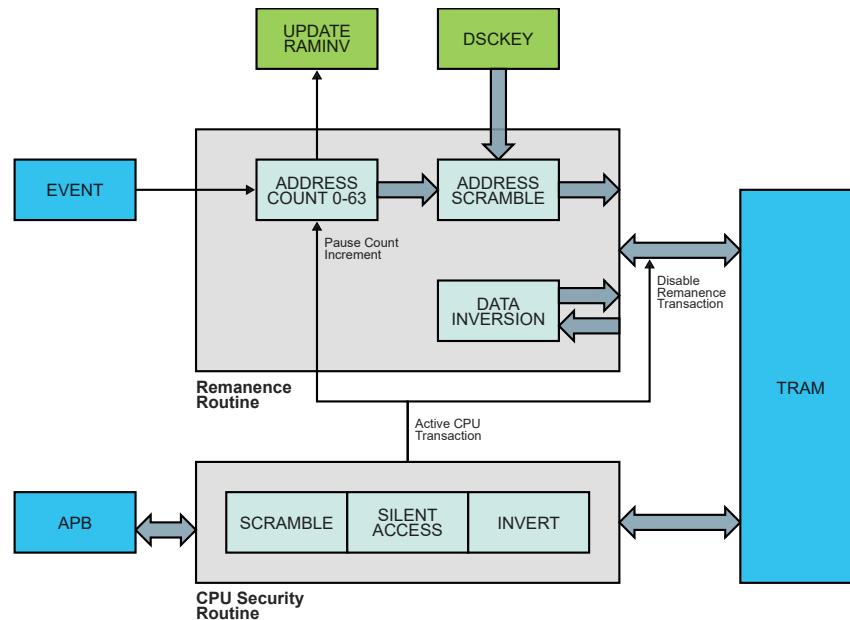 UPDATE
RAMINV
DSCKEY
EVENT
ADDRESS
COUNT 0-63
ADDRESS
SCRAMBLE
Pause Count
Increment
Disable
Remanence
Transaction
DATA
INVERSION
TRAM
Remanence
Routine
Active CPU
Transaction
APB
SCRAMBLE
SILENT
ACCESS
INVERT
CPU Security
Routine